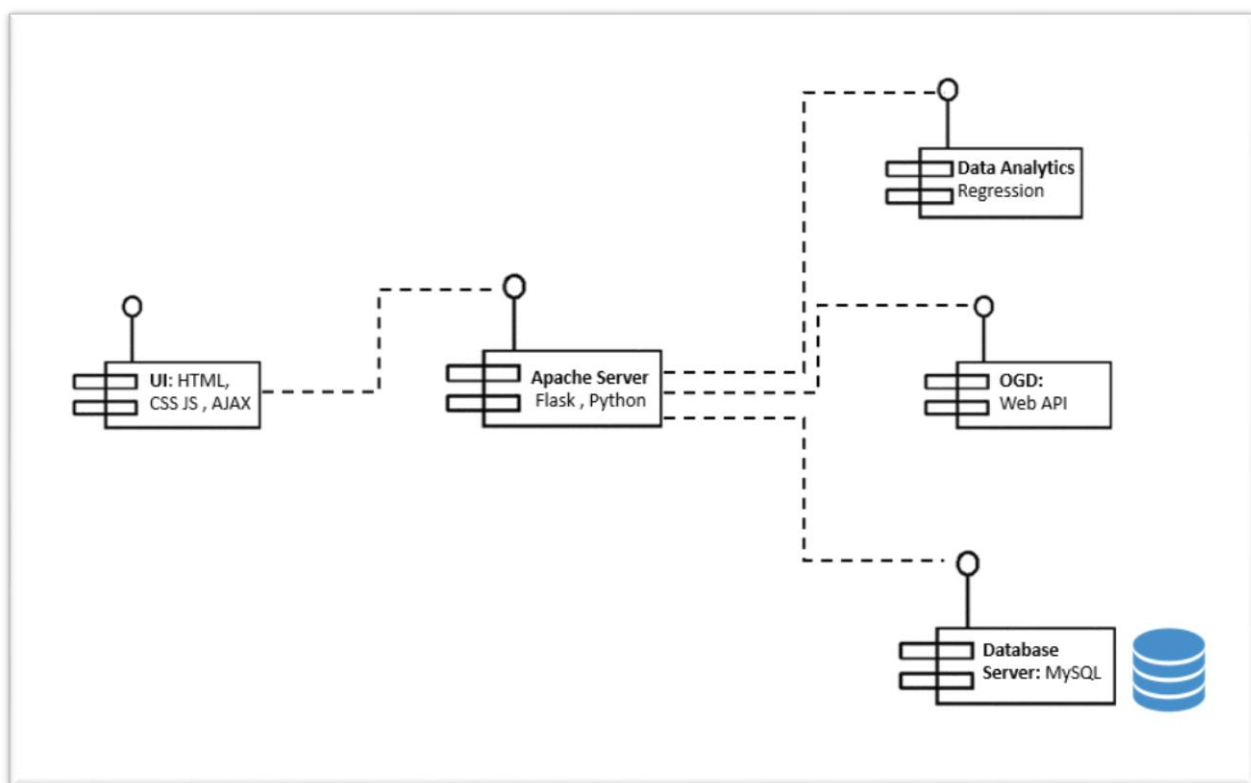 Data Analytics
Regression
UI: HTML,
CSS JS , AJAX
Apache Server
Flask , Python
OGD:
Web API
Database
Server: MySQL